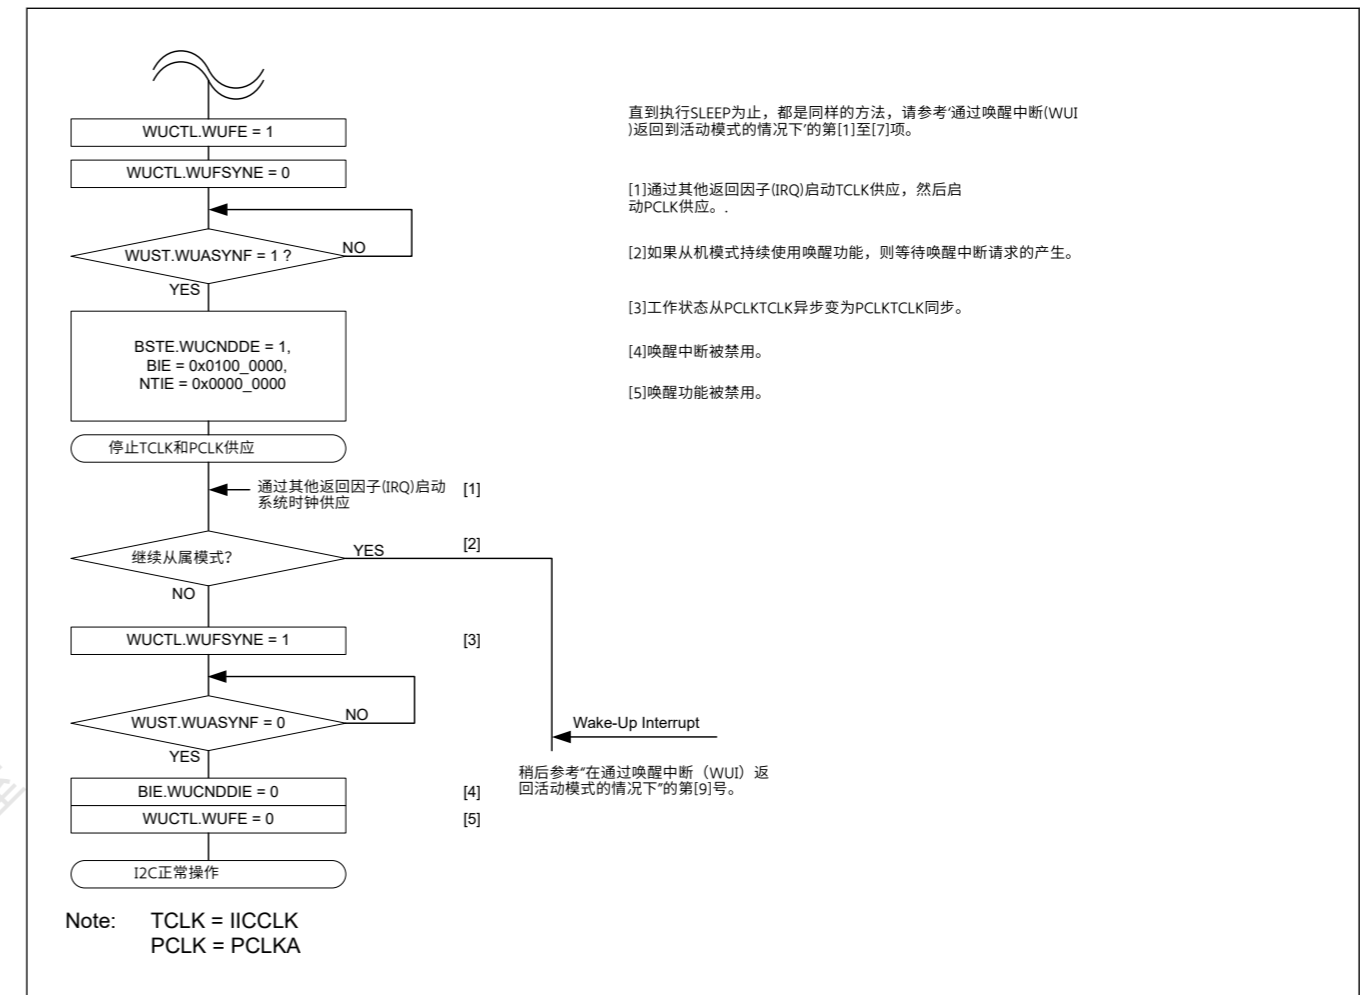 直到执行SLEEP为止，都是同样的方法，请参考‘通过唤醒中断(WUI
)返回到活动模式的情况下’的第[1]至[7]项。
WUCTL.WUFE = 1
WUCTL.WUFSYNE = 0
[1]通过其他返回因子(IRQ)启动TCLK供应，然后启
动PCLK供应。.
WUST.WUASYNF = 1 ?
NO
YES
[2]如果从机模式持续使用唤醒功能，则等待唤醒中断请求的产生。
[3]工作状态从PCLKTCLK异步变为PCLKTCLK同步。
[4]唤醒中断被禁用。
[5]唤醒功能被禁用。
BSTE.WUCNDDE = 1,
BIE = 0x0100_0000,
NTIE = 0x0000_0000
停止TCLK和PCLK供应
通过其他返回因子(IRQ)启动
系统时钟供应
[1]
继续从属模式？
YES
[2]
NO
WUCTL.WUFSYNE = 1
[3]
WUST.WUASYNF = 0
NO
YES
Wake-Up Interrupt
稍后参考“在通过唤醒中断（WUI）返
回活动模式的情况下”的第[9]号。
BIE.WUCNDDIE = 0
[4]
WUCTL.WUFE = 0
[5]
I2C正常操作
Note: TCLK = IICCLK
PCLK = PCLKA